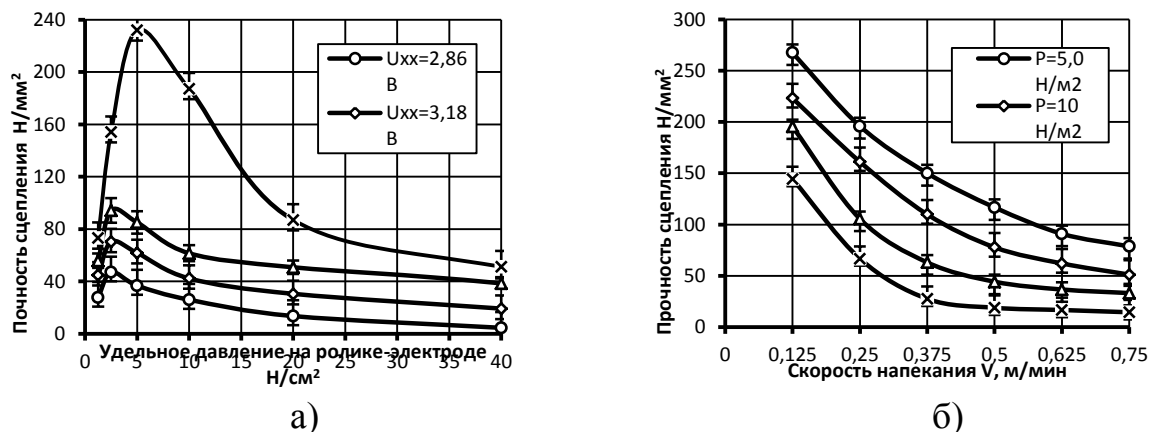 Почность сцепления Н/мм²
240
200
160
120
80
40
0
0
5
10
15
20
25
30
35
40
Uхх=2,86
В
Uхх=3,18
В
Удельное давление на ролике-электроде
Н/см²
а)
Прочность сцепления Н/мм²
300
250
200
150
100
50
0
0
0,125
0,25
0,375
0,5
0,625
0,75
P=5,0
Н/м2
P=10
Н/м2
Скорость напекания V, м/мин
б)